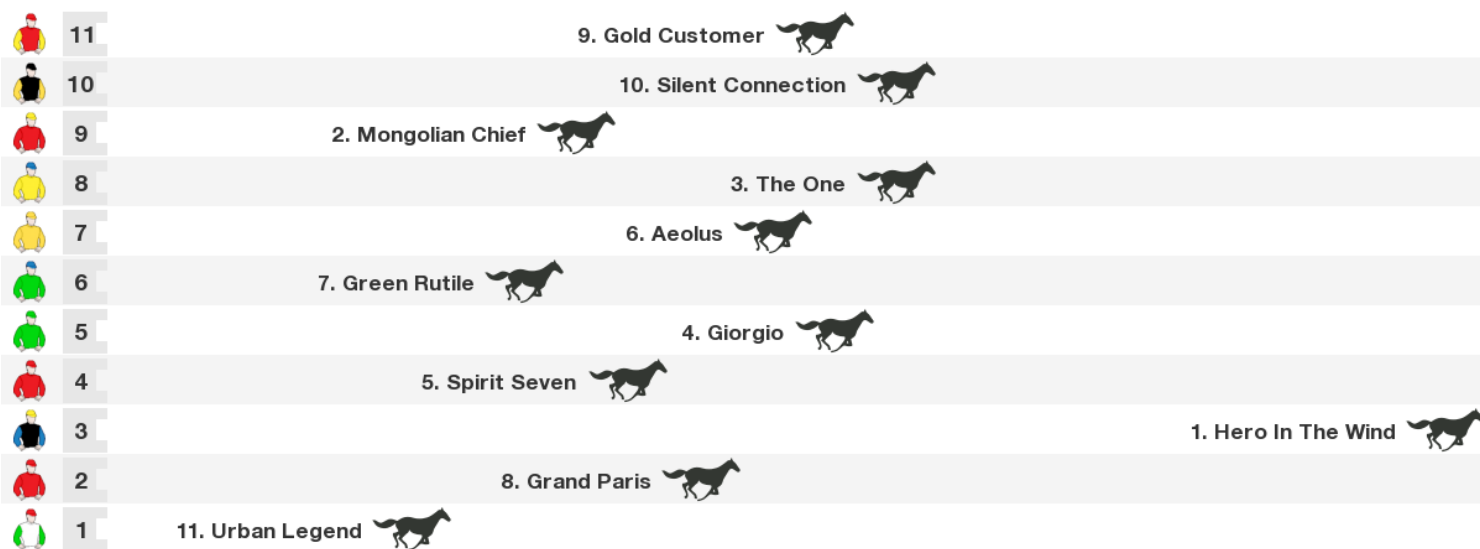 11 9. Gold Customer
10 10. Silent Connection
9 2. Mongolian Chief
8 3. The One
7 6. Aeolus
6 7. Green Rutile
5 4. Giorgio
4 5. Spirit Seven
3 1. Hero In The Wind
2 8. Grand Paris
1 11. Urban Legend